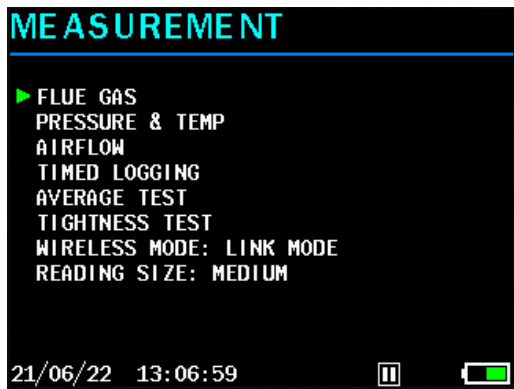 MEASUREMENT
FLUE GAS
PRESSURE & TEMP
AIRFLOW
TIMED LOGGING
AVERAGE TEST
TIGHTNESS TEST
WIRELESS MODE: LINK MODE
READING SIZE: MEDIUM
21/06/22 13:06:59